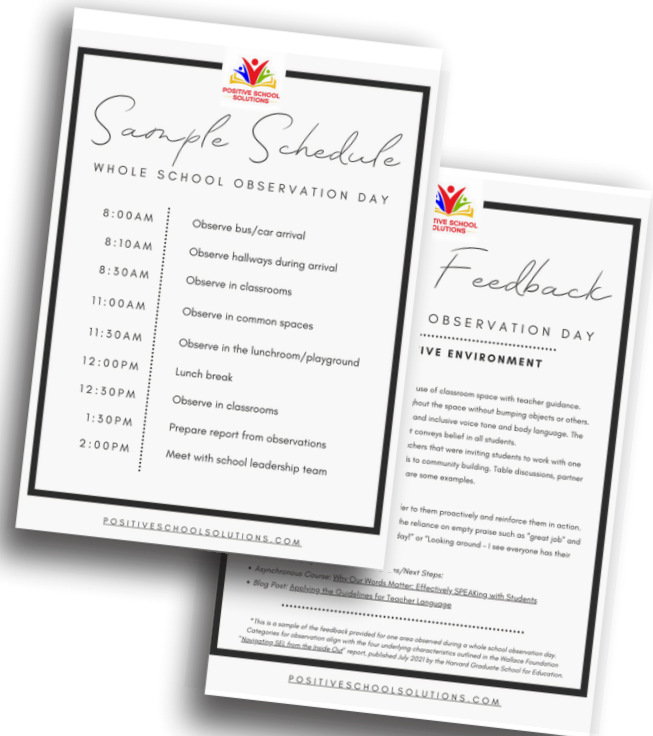 POSITIVE SCHOOL
SOLUTIONS
Sample Schedule
WHOLE SCHOOL OBSERVATION DAY
8:00AM Observe bus/car arrival
8:10AM Observe hallways during arrival
8:30AM Observe in classrooms
11:00AM Observe in common spaces
11:30AM Observe in the lunchroom/playground
12:00PM Lunch break
12:30PM Observe in classrooms
1:30PM Prepare report from observations
2:00PM Meet with school leadership team
POSITIVESCHOOLSOLUTIONS.COM
TIVE SCHOOL
OLUTIONS
Feedback
OBSERVATION DAY
IVE ENVIRONMENT
use of classroom space with teacher guidance.
hout the space without bumping objects or others.
and inclusive voice tone and body language. The
t conveys belief in all students.
chers that were inviting students to work with one
is to community building. Table discussions, partner
are some examples.
er to them proactively and reinforce them in action.
he reliance on empty praise such as "great job" and
day!" or "Looking around – I see everyone has their
ns/Next Steps:
• Asynchronous Course: Why Our Words Matter: Effectively SPEAKing with Students
• Blog Post: Applying the Guidelines for Teacher Language
*This is a sample of the feedback provided for one area observed during a whole school observation day.
Categories for observation align with the four underlying characteristics outlined in the Wallace Foundation
"Navigating SEL from the Inside Out" report, published July 2021 by the Harvard Graduate School for Education.
POSITIVESCHOOLSOLUTIONS.COM